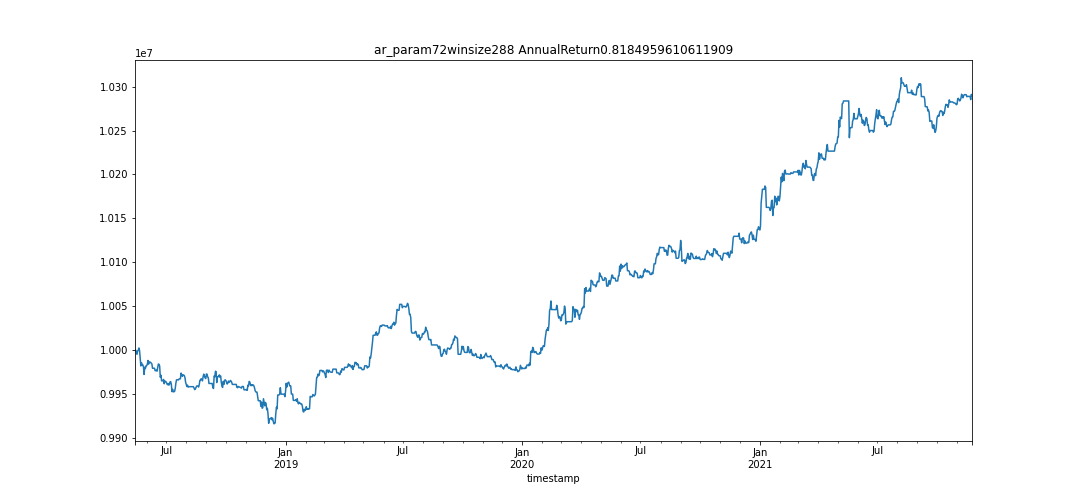 ar_param72winsize288 AnnualReturn0.8184959610611909
1e7
1.030
1.025
1.020
1.015
1.010
1.005
1.000
0.995
0.990
Jul Jan Jul Jan Jul Jan Jul
2019 2020 2021
timestamp